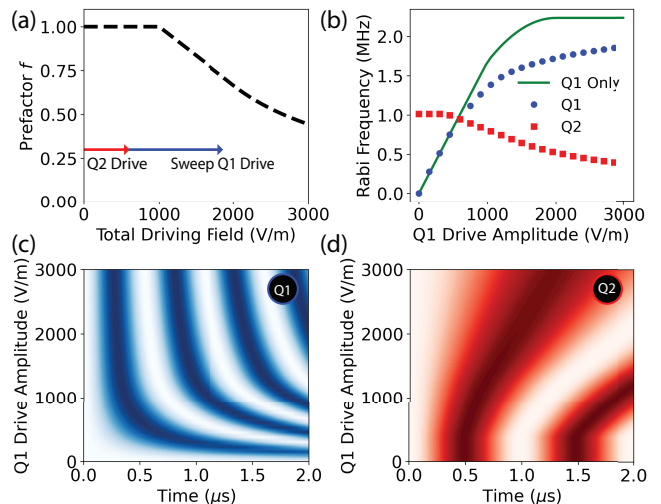 (a)
1.00
0.75
0.50
0.25
0.00
Prefactor f
Q2 Drive
Sweep Q1 Drive
0
1000
2000
3000
Total Driving Field (V/m)
(b)
2.0
1.5
1.0
0.5
0.0
Rabi Frequency (MHz)
Q1 Only
Q1
Q2
0
1000
2000
3000
Q1 Drive Amplitude (V/m)
(c)
3000
2000
1000
0
Q1 Drive Amplitude (V/m)
Q1
0.0
0.5
1.0
1.5
2.0
Time (μs)
(d)
3000
2000
1000
0
Q1 Drive Amplitude (V/m)
Q2
0.0
0.5
1.0
1.5
2.0
Time (μs)